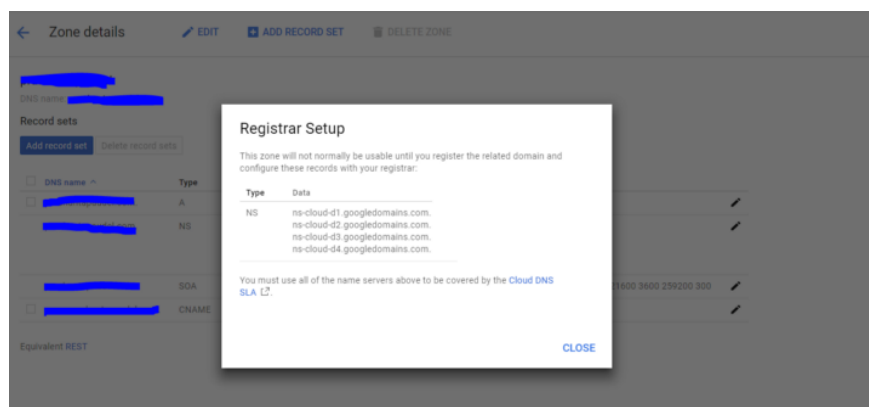 Zone details
EDIT
ADD RECORD SET
DELETE ZONE
DNS name:
Record sets
Add record set
Delete record sets
DNS name
Type
A
NS
SOA
21600 3600 259200 300
CNAME
Equivalent REST
Registrar Setup
This zone will not normally be usable until you register the related domain and
configure these records with your registrar:
Type Data
NS ns-cloud-d1.googledomains.com.
ns-cloud-d2.googledomains.com.
ns-cloud-d3.googledomains.com.
ns-cloud-d4.googledomains.com.
You must use all of the name servers above to be covered by the Cloud DNS
SLA.
CLOSE